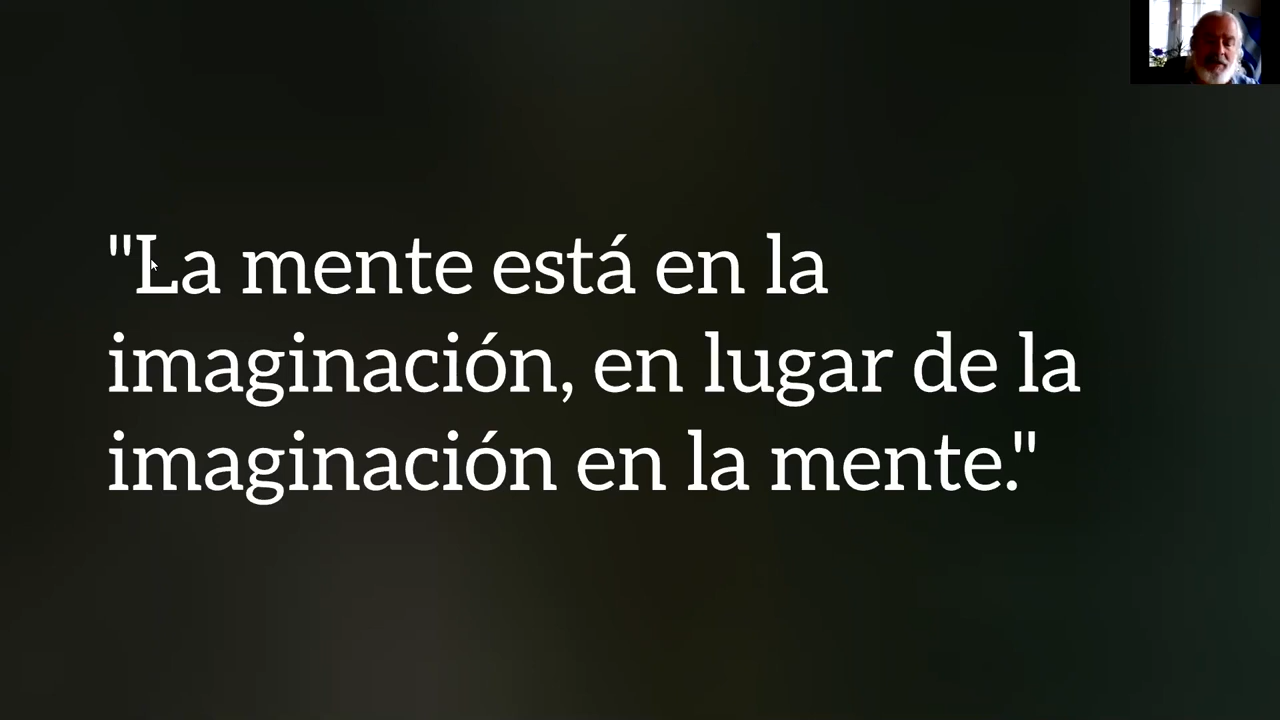 "La mente está en la
imaginación, en lugar de la
imaginación en la mente."